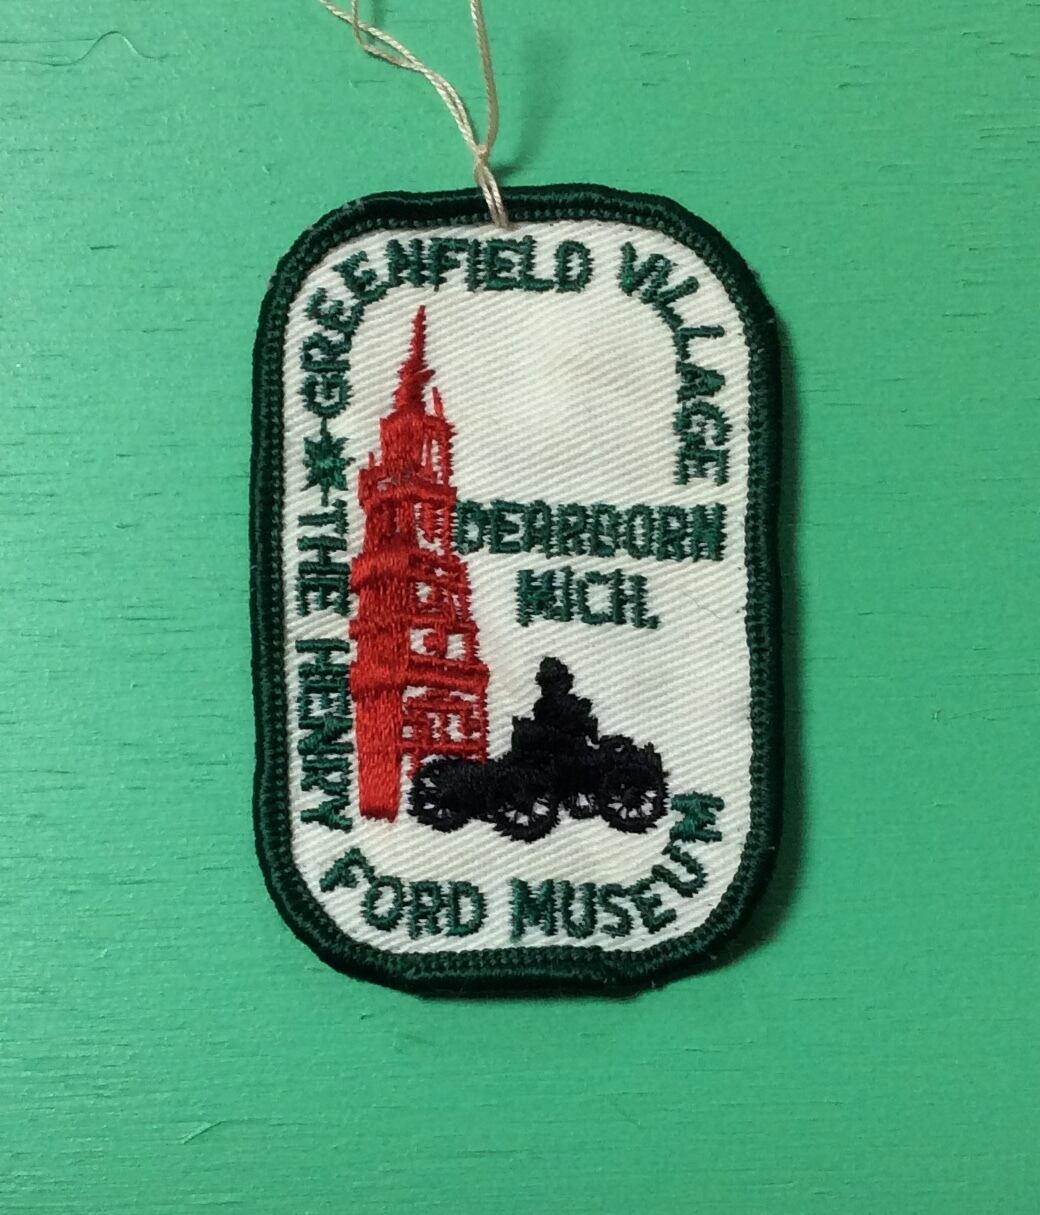 GREENFIELD VILLAGE
DEARBORN
MICH.
THE HENRY FORD MUSEUM